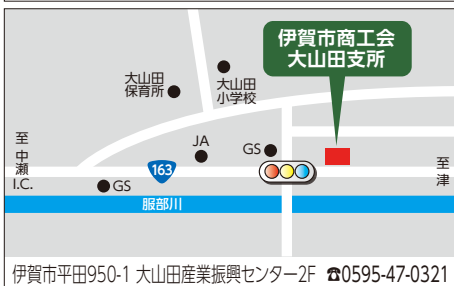 伊賀市商工会
大山田支所
大山田
保育所
大山田
小学校
至
中
瀬
I.C.
JA
GS
163
GS
至
津
服部川
伊賀市平田950-1 大山田産業振興センター2F ☎0595-47-0321